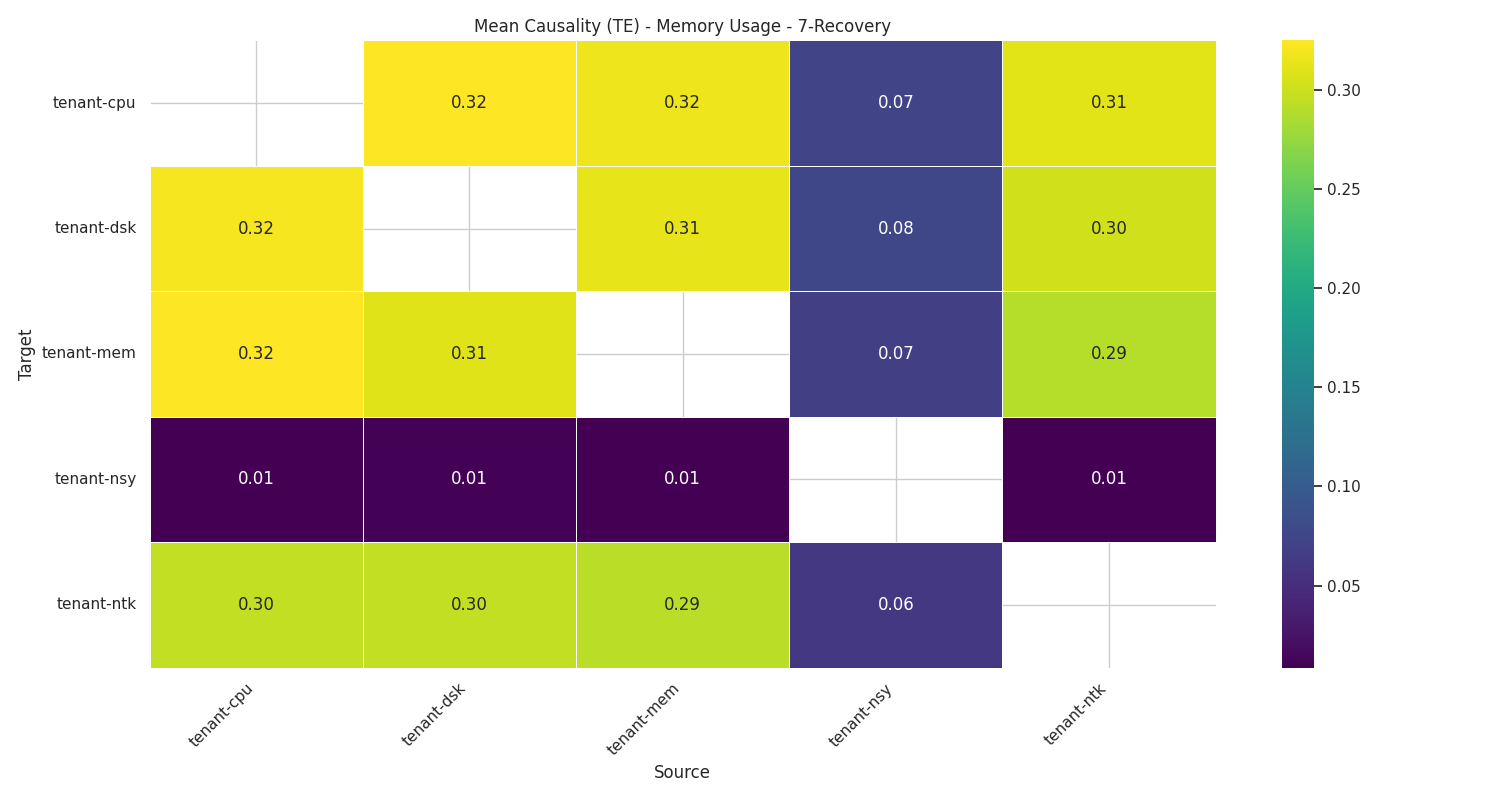 Mean Causality (TE) - Memory Usage - 7-Recovery
Target
tenant-cpu
0.32
0.32
0.07
0.31
tenant-dsk
0.32
0.31
0.08
0.30
tenant-mem
0.32
0.31
0.07
0.29
tenant-nsy
0.01
0.01
0.01
0.01
tenant-ntk
0.30
0.30
0.29
0.06
tenant-cpu
tenant-dsk
tenant-mem
tenant-nsy
tenant-ntk
Source
0.30
0.25
0.20
0.15
0.10
0.05